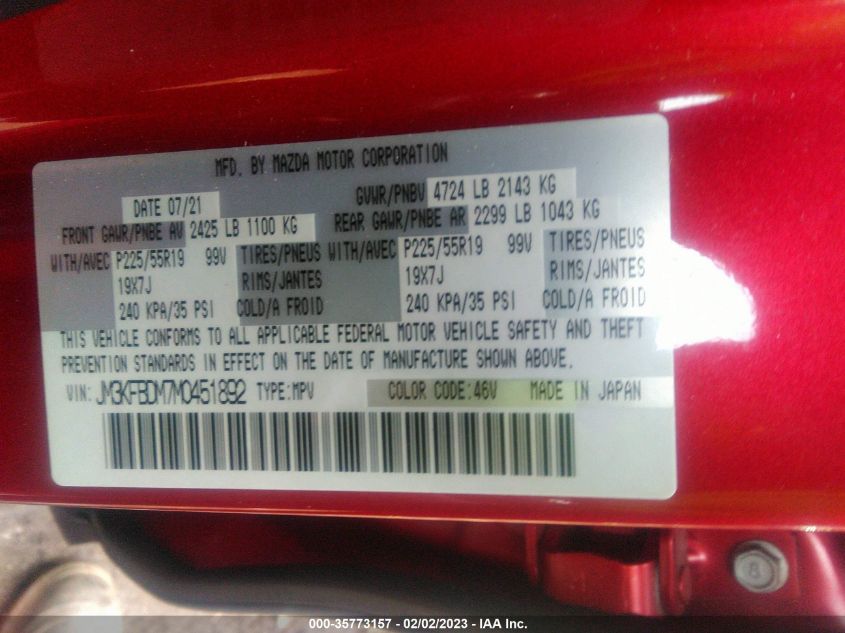 MFD. BY MAZDA MOTOR CORPORATION
DATE 07/21 GVWR/PNBV 4724 LB 2143 KG
FRONT GAWR/PNBE AV 2425 LB 1100 KG REAR GAWR/PNBE AR 2299 LB 1043 KG
WITH/AVEC P225/55R19 99V TIRES/PNEUS WITH/AVEC P225/55R19 99V TIRES/PNEUS
19X7J RIMS/JANTES 19X7J RIMS/JANTES
240 KPA/35 PSI COLD/A FROID 240 KPA/35 PSI COLD/A FROID
THIS VEHICLE CONFORMS TO ALL APPLICABLE FEDERAL MOTOR VEHICLE SAFETY AND THEFT
PREVENTION STANDARDS IN EFFECT ON THE DATE OF MANUFACTURE SHOWN ABOVE.
VIN: JM3KFBDM7M0451892 TYPE:MPV COLOR CODE:46V MADE IN JAPAN
8
000-35773157 - 02/02/2023 - IAA Inc.